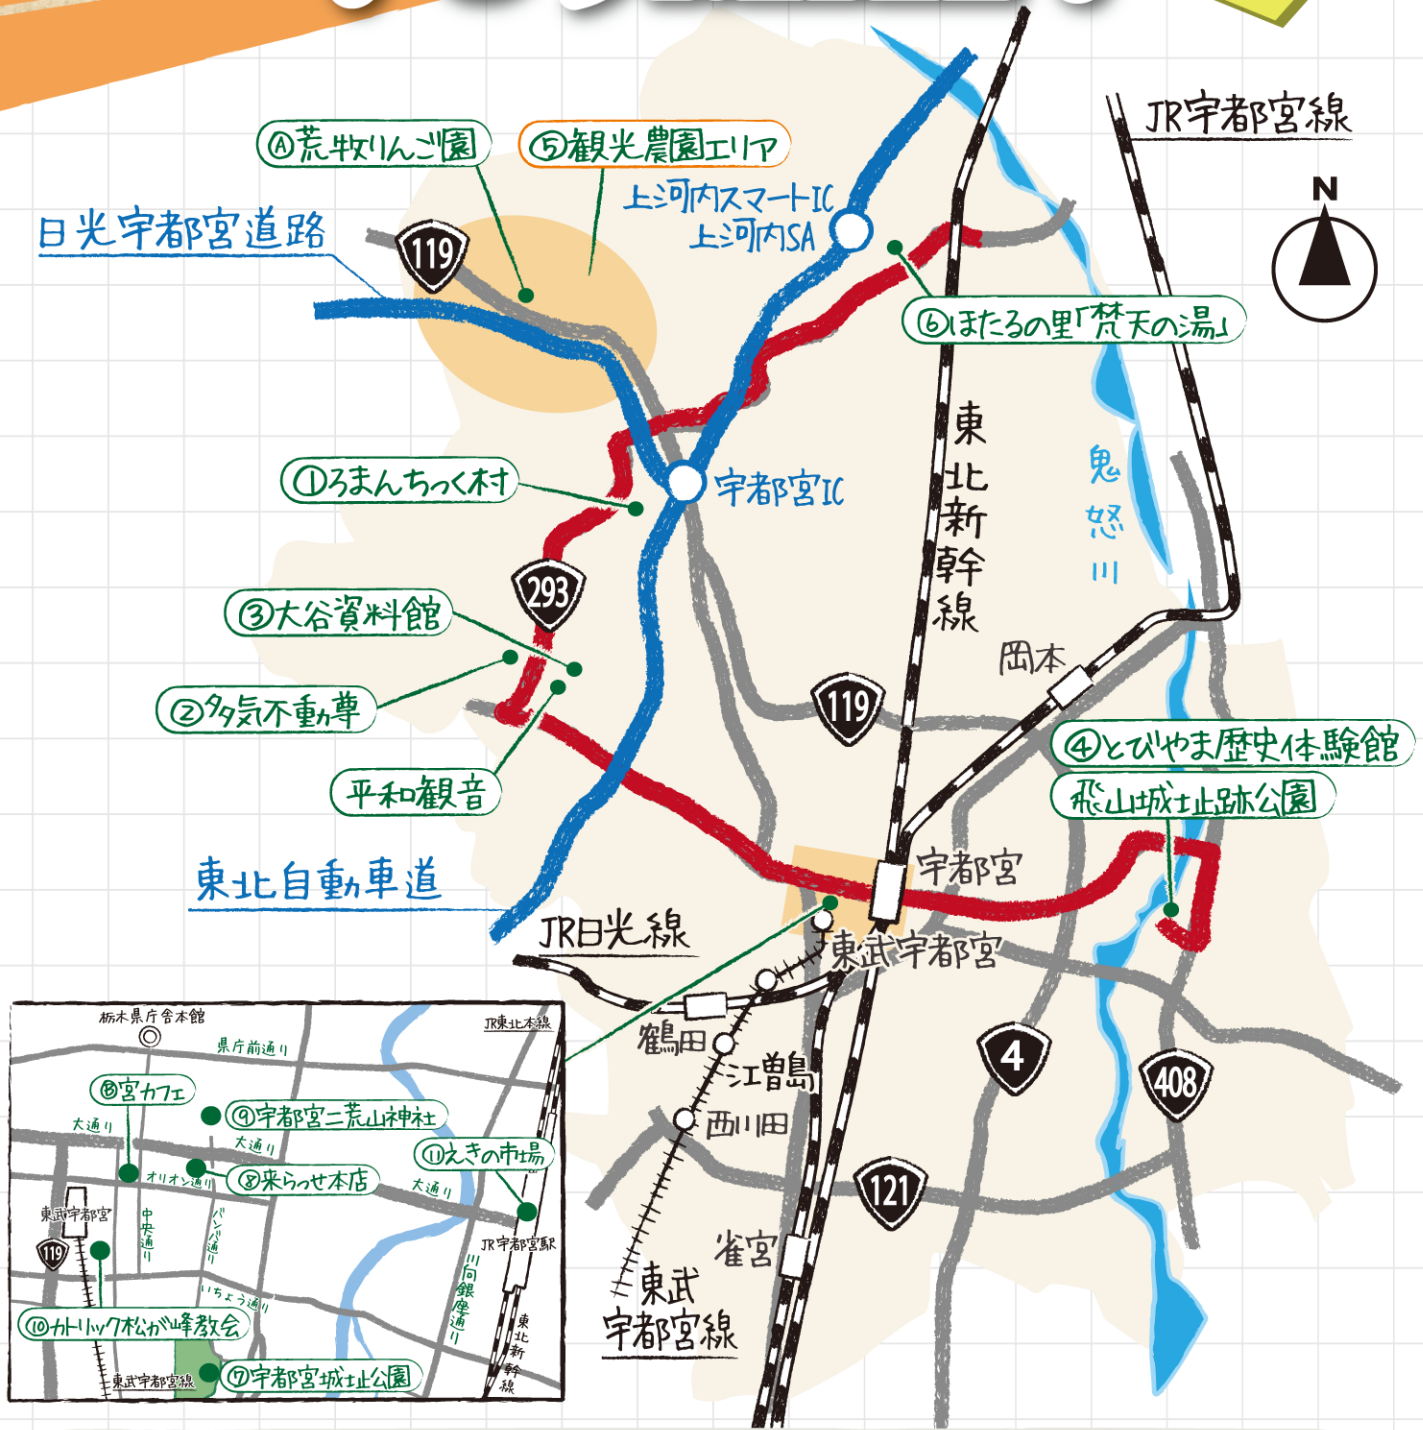 JR宇都宮線
Ⓐ荒牧りんご園
⑤観光農園エリア
N
上河内スマートIC
上河内SA
日光宇都宮道路
119
⑥ほたるの里「梵天の湯」
東北新幹線
鬼怒川
①ろまんちっく村
宇都宮IC
293
③大谷資料館
岡本
②多気不動尊
119
④とびやま歴史体験館
飛山城址跡公園
平和観音
東北自動車道
宇都宮
JR日光線
東武宇都宮
鶴田
江曽島
4
408
西川田
121
雀宮
東武
宇都宮線
栃木県庁舎本館
JR東北本線
県庁前通り
Ⓑ宮カフェ
⑨宇都宮二荒山神社
大通り
大通り
⑪えきの市場
オリオン通り
⑧来らっせ本店
大通り
東武宇都宮
中央通り
バンバ通り
119
JR宇都宮駅
川向銀座通り
いちょう通り
⑩カトリック松が峰教会
東北新幹線
東武宇都宮線
⑦宇都宮城址公園